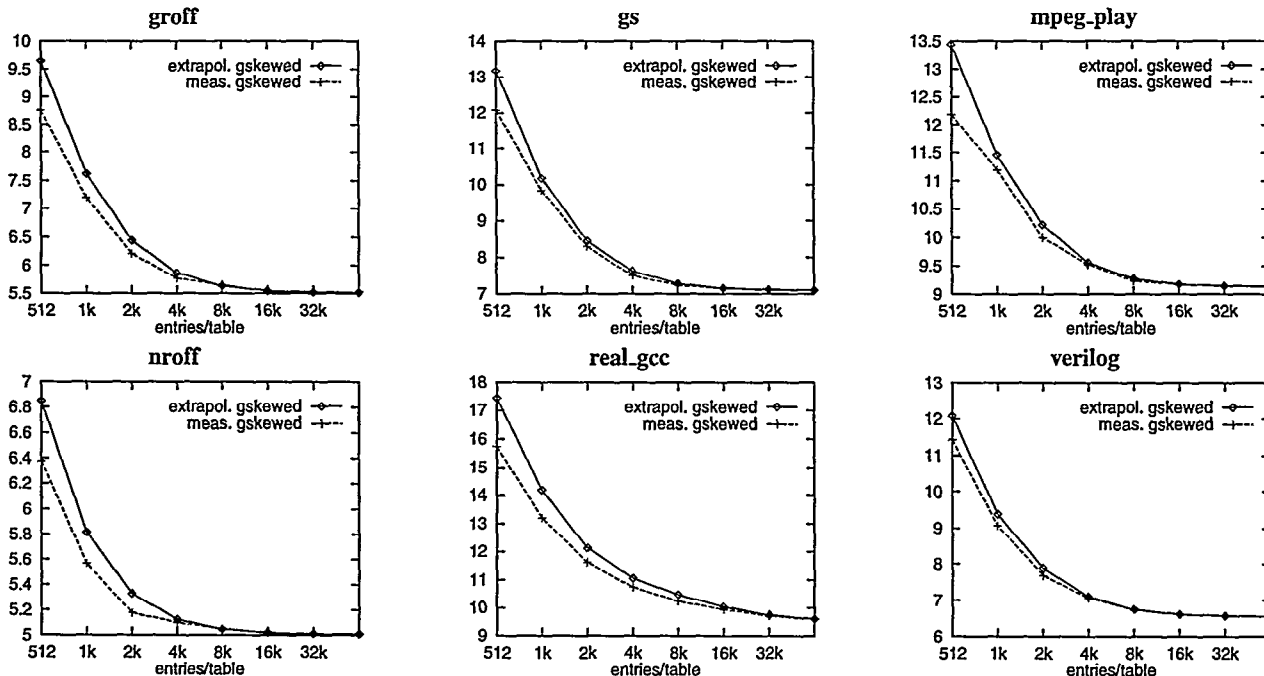 groff
10
9.5
9
8.5
8
7.5
7
6.5
6
5.5
extrapol. gskewed
meas. gskewed
512 1k 2k 4k 8k 16k 32k
entries/table
gs
14
13
12
11
10
9
8
7
extrapol. gskewed
meas. gskewed
512 1k 2k 4k 8k 16k 32k
entries/table
mpeg_play
13.5
13
12.5
12
11.5
11
10.5
10
9.5
9
extrapol. gskewed
meas. gskewed
512 1k 2k 4k 8k 16k 32k
entries/table
nroff
7
6.8
6.6
6.4
6.2
6
5.8
5.6
5.4
5.2
5
extrapol. gskewed
meas. gskewed
512 1k 2k 4k 8k 16k 32k
entries/table
real_gcc
18
17
16
15
14
13
12
11
10
9
extrapol. gskewed
meas. gskewed
512 1k 2k 4k 8k 16k 32k
entries/table
verilog
13
12
11
10
9
8
7
6
extrapol. gskewed
meas. gskewed
512 1k 2k 4k 8k 16k 32k
entries/table